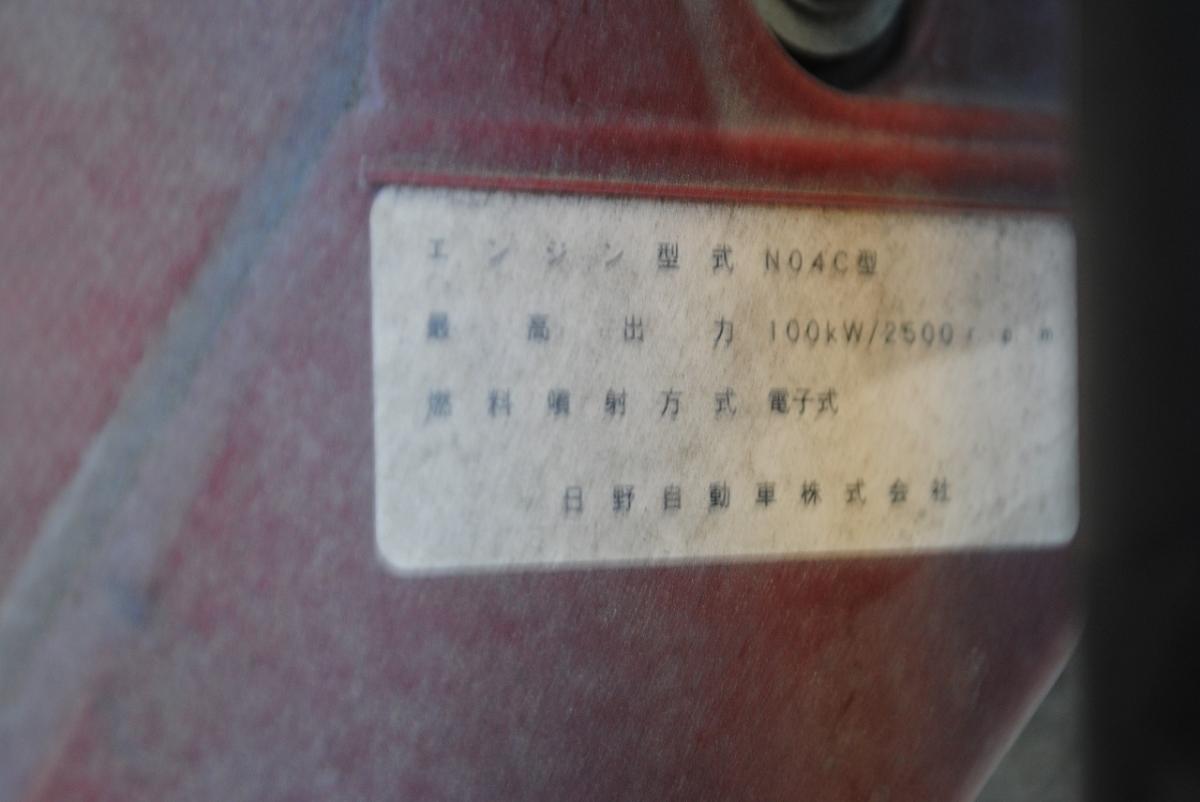 エンジン型式 N04C型
最高出力 100kW/2500rpm
燃料噴射方式 電子式
日野自動車株式会社